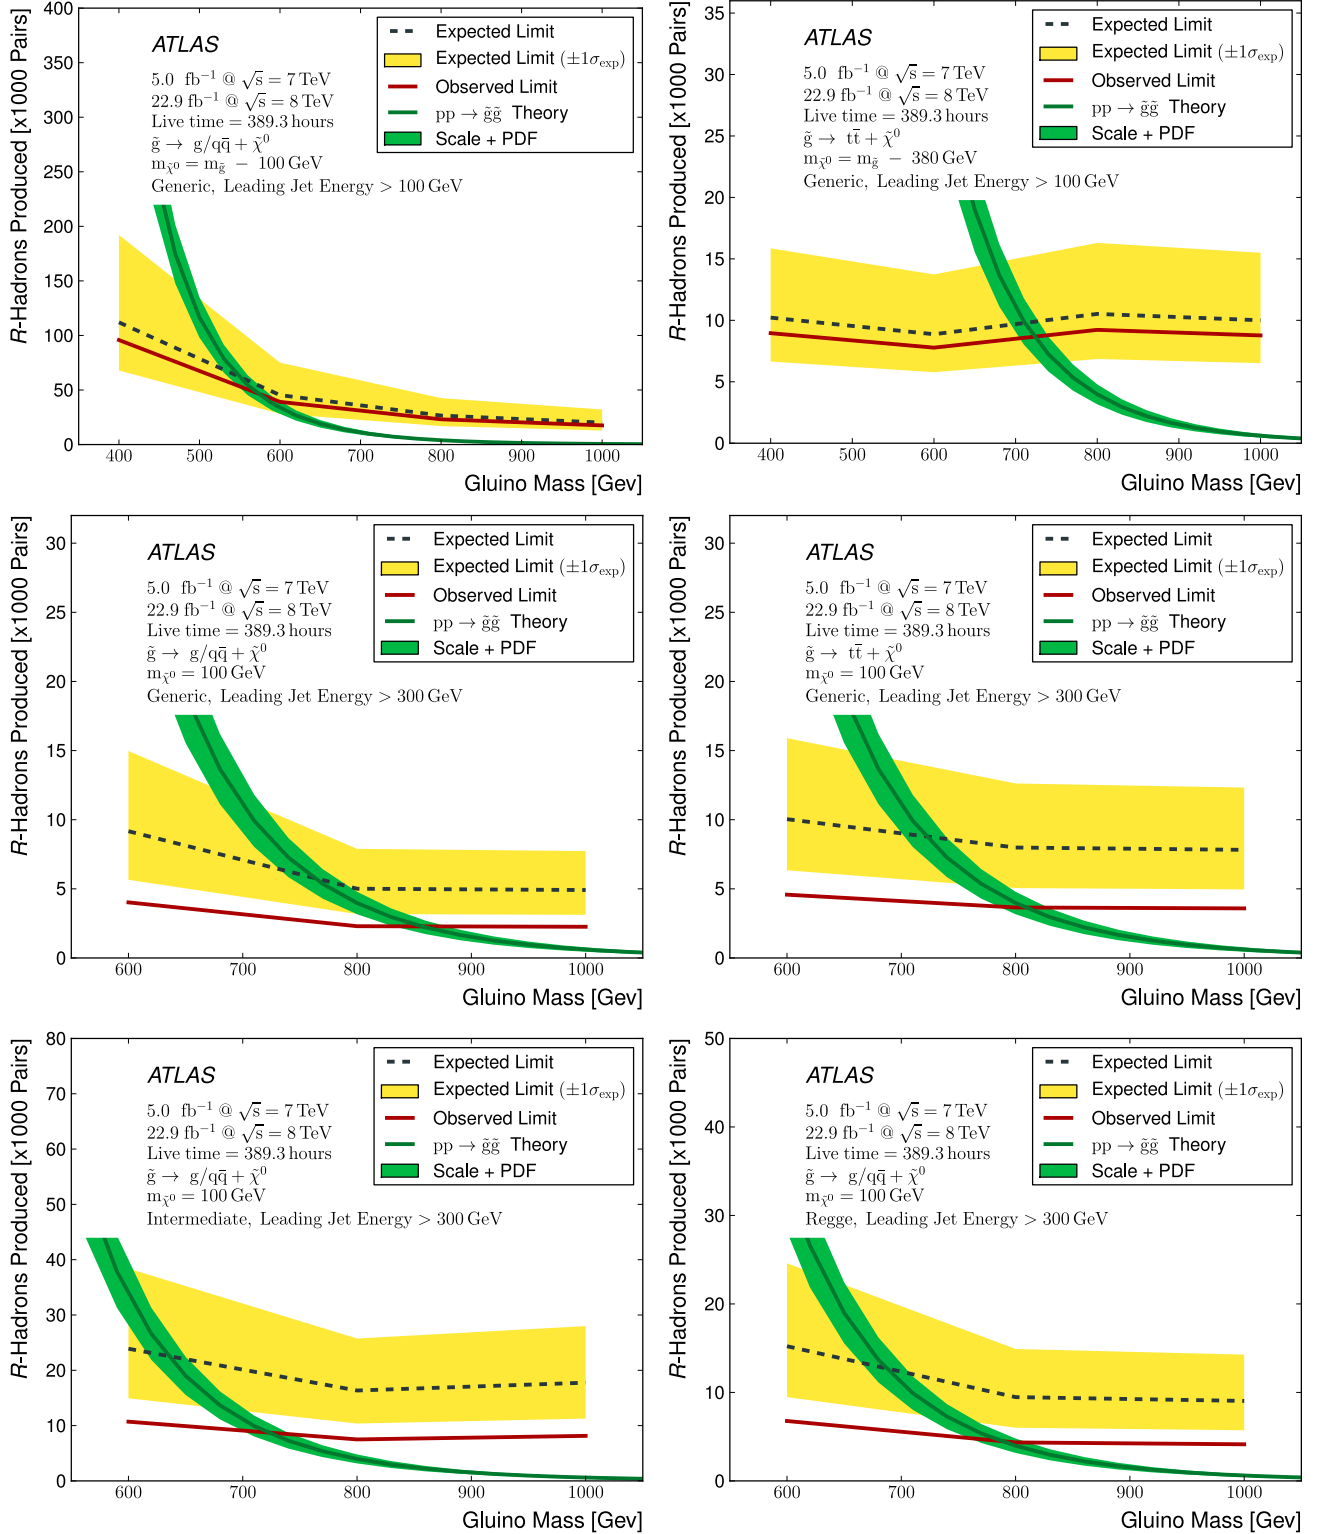 R-Hadrons Produced [x1000 Pairs]
400
350
300
250
200
150
100
50
0
ATLAS
5.0 fb⁻¹ @ √s = 7 TeV
22.9 fb⁻¹ @ √s = 8 TeV
Live time = 389.3 hours
g̃ → g/qq̄ + χ̃⁰
m_χ̃⁰ = m_g̃ − 100 GeV
Generic, Leading Jet Energy > 100 GeV
Expected Limit
Expected Limit (±1σ_exp)
Observed Limit
pp → g̃g̃ Theory
Scale + PDF
400 500 600 700 800 900 1000
Gluino Mass [Gev]
R-Hadrons Produced [x1000 Pairs]
35
30
25
20
15
10
5
0
ATLAS
5.0 fb⁻¹ @ √s = 7 TeV
22.9 fb⁻¹ @ √s = 8 TeV
Live time = 389.3 hours
g̃ → tt̄ + χ̃⁰
m_χ̃⁰ = m_g̃ − 380 GeV
Generic, Leading Jet Energy > 100 GeV
Expected Limit
Expected Limit (±1σ_exp)
Observed Limit
pp → g̃g̃ Theory
Scale + PDF
400 500 600 700 800 900 1000
Gluino Mass [Gev]
R-Hadrons Produced [x1000 Pairs]
30
25
20
15
10
5
0
ATLAS
5.0 fb⁻¹ @ √s = 7 TeV
22.9 fb⁻¹ @ √s = 8 TeV
Live time = 389.3 hours
g̃ → g/qq̄ + χ̃⁰
m_χ̃⁰ = 100 GeV
Generic, Leading Jet Energy > 300 GeV
Expected Limit
Expected Limit (±1σ_exp)
Observed Limit
pp → g̃g̃ Theory
Scale + PDF
600 700 800 900 1000
Gluino Mass [Gev]
R-Hadrons Produced [x1000 Pairs]
30
25
20
15
10
5
0
ATLAS
5.0 fb⁻¹ @ √s = 7 TeV
22.9 fb⁻¹ @ √s = 8 TeV
Live time = 389.3 hours
g̃ → tt̄ + χ̃⁰
m_χ̃⁰ = 100 GeV
Generic, Leading Jet Energy > 300 GeV
Expected Limit
Expected Limit (±1σ_exp)
Observed Limit
pp → g̃g̃ Theory
Scale + PDF
600 700 800 900 1000
Gluino Mass [Gev]
R-Hadrons Produced [x1000 Pairs]
80
70
60
50
40
30
20
10
0
ATLAS
5.0 fb⁻¹ @ √s = 7 TeV
22.9 fb⁻¹ @ √s = 8 TeV
Live time = 389.3 hours
g̃ → g/qq̄ + χ̃⁰
m_χ̃⁰ = 100 GeV
Intermediate, Leading Jet Energy > 300 GeV
Expected Limit
Expected Limit (±1σ_exp)
Observed Limit
pp → g̃g̃ Theory
Scale + PDF
600 700 800 900 1000
Gluino Mass [Gev]
R-Hadrons Produced [x1000 Pairs]
50
40
30
20
10
0
ATLAS
5.0 fb⁻¹ @ √s = 7 TeV
22.9 fb⁻¹ @ √s = 8 TeV
Live time = 389.3 hours
g̃ → g/qq̄ + χ̃⁰
m_χ̃⁰ = 100 GeV
Regge, Leading Jet Energy > 300 GeV
Expected Limit
Expected Limit (±1σ_exp)
Observed Limit
pp → g̃g̃ Theory
Scale + PDF
600 700 800 900 1000
Gluino Mass [Gev]